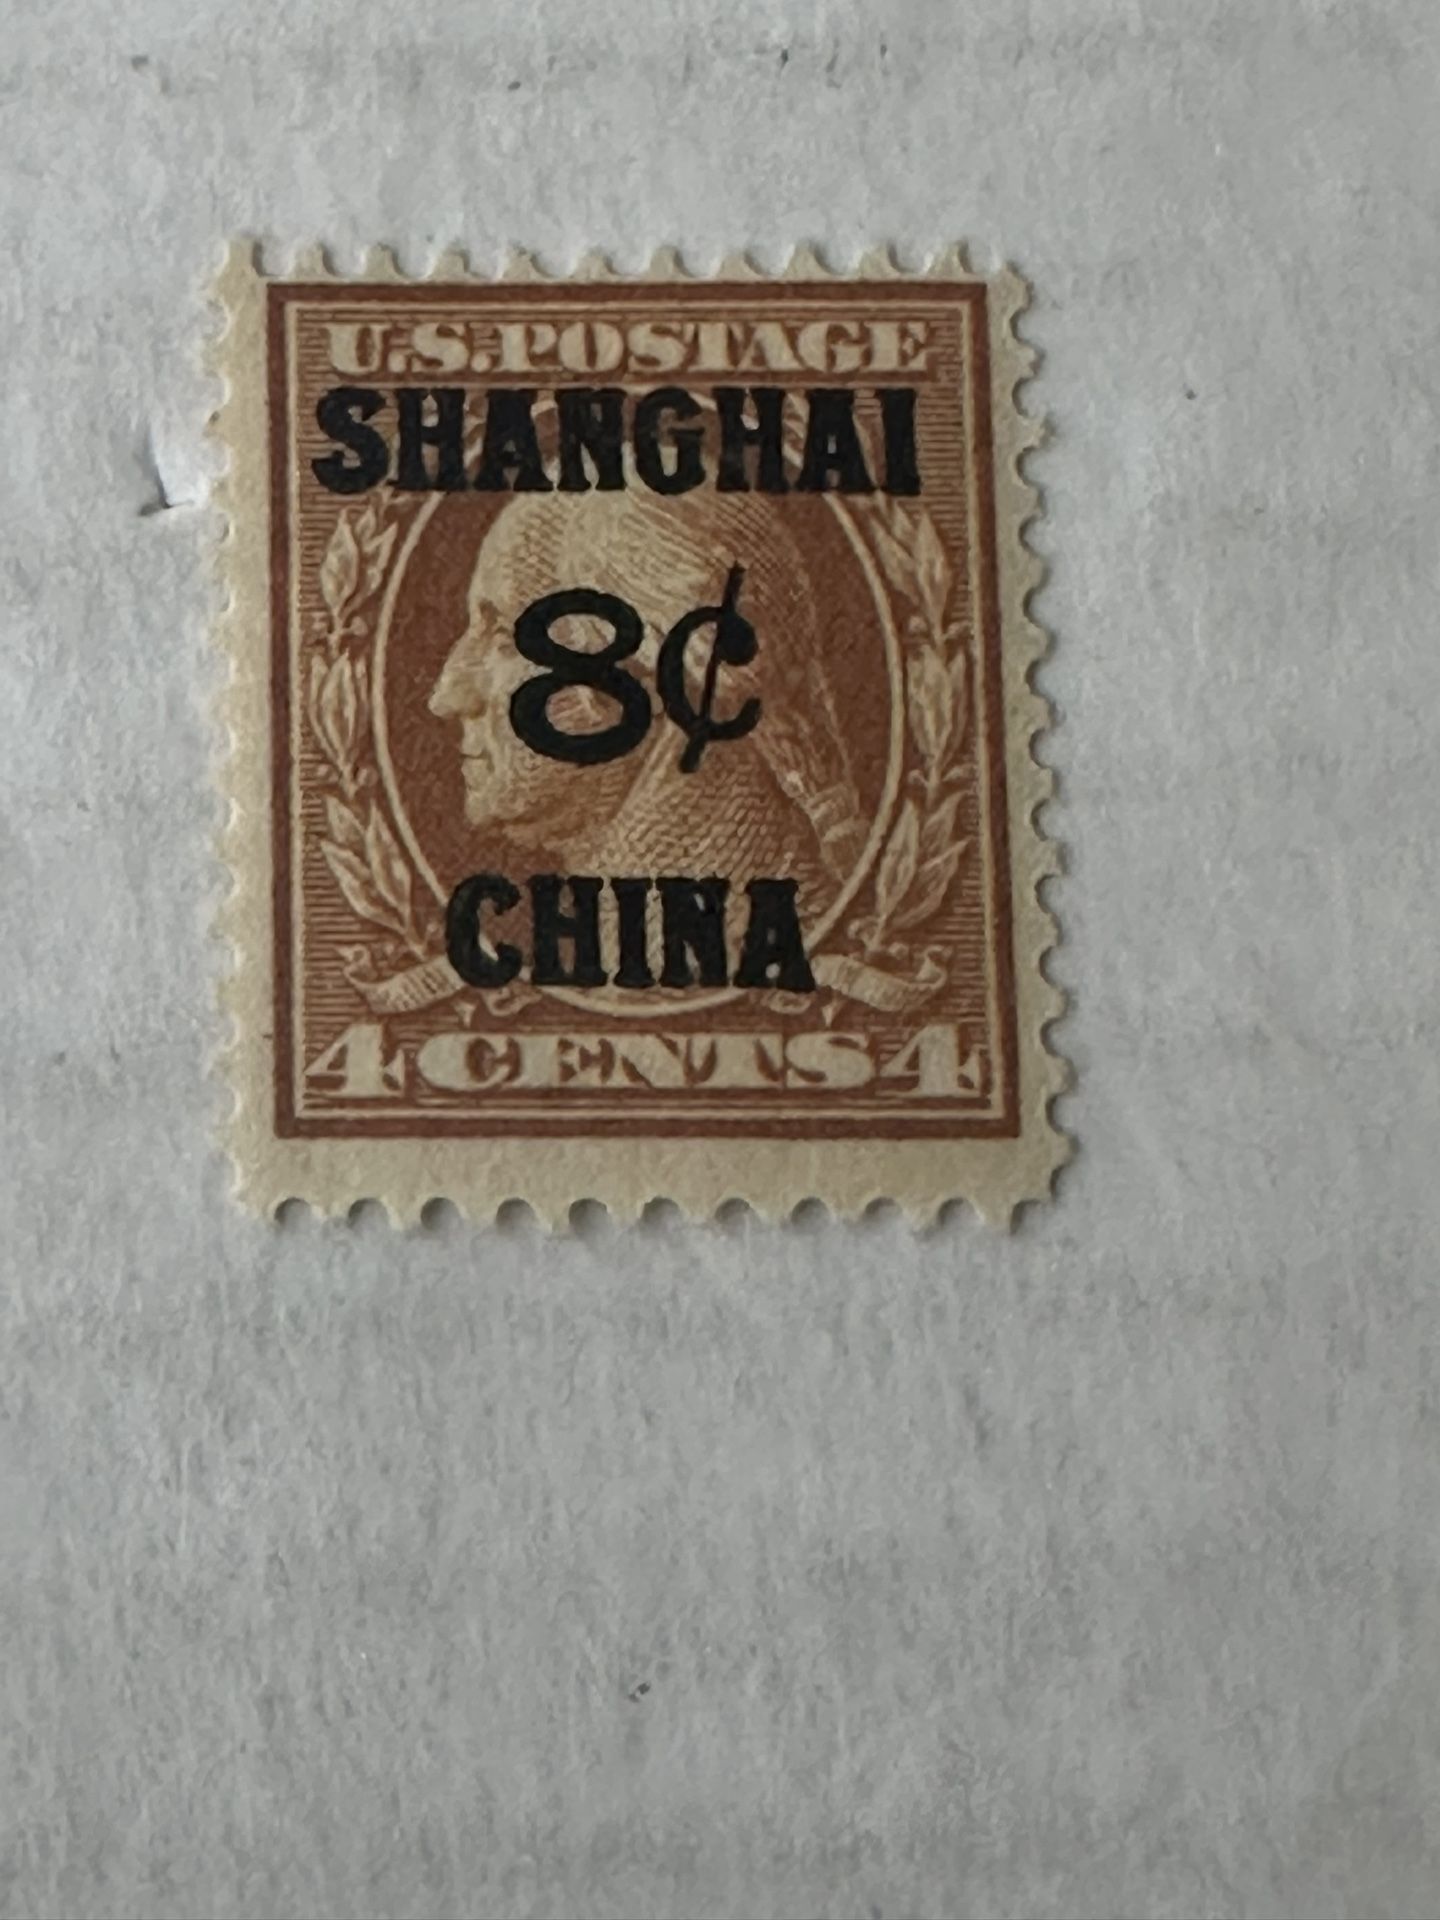 U.S.POSTAGE
SHANGHAI
8¢
CHINA
4 CENTS 4